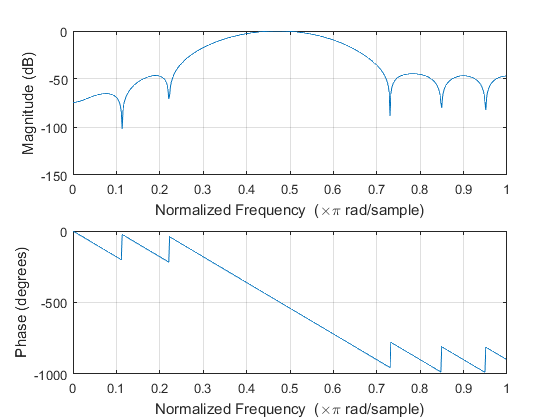 0
-50
-100
-150
Magnitude (dB)
0 0.1 0.2 0.3 0.4 0.5 0.6 0.7 0.8 0.9 1
Normalized Frequency (×π rad/sample)
0
-500
-1000
Phase (degrees)
0 0.1 0.2 0.3 0.4 0.5 0.6 0.7 0.8 0.9 1
Normalized Frequency (×π rad/sample)